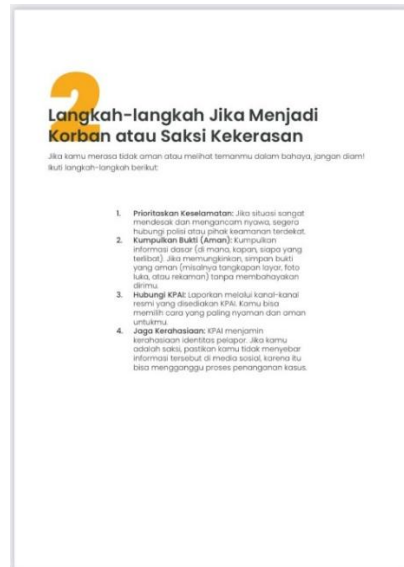 2
Langkah-langkah Jika Menjadi
Korban atau Saksi Kekerasan
Jika kamu merasa tidak aman atau melihat temanmu dalam bahaya, jangan diam!
Ikuti langkah-langkah berikut:
1. Prioritaskan Keselamatan: Jika situasi sangat
mendesak dan mengancam nyawa, segera
hubungi polisi atau pihak keamanan terdekat.
2. Kumpulkan Bukti (Aman): Kumpulkan
informasi dasar (di mana, kapan, siapa yang
terlibat). Jika memungkinkan, simpan bukti
yang aman (misalnya tangkapan layar, foto
luka, atau rekaman) tanpa membahayakan
dirimu.
3. Hubungi KPAI: Laporkan melalui kanal-kanal
resmi yang disediakan KPAI. Kamu bisa
memilih cara yang paling nyaman dan aman
untukmu.
4. Jaga Kerahasiaan: KPAI menjamin
kerahasiaan identitas pelapor. Jika kamu
adalah saksi, pastikan kamu tidak menyebar
informasi tersebut di media sosial, karena itu
bisa mengganggu proses penanganan kasus.